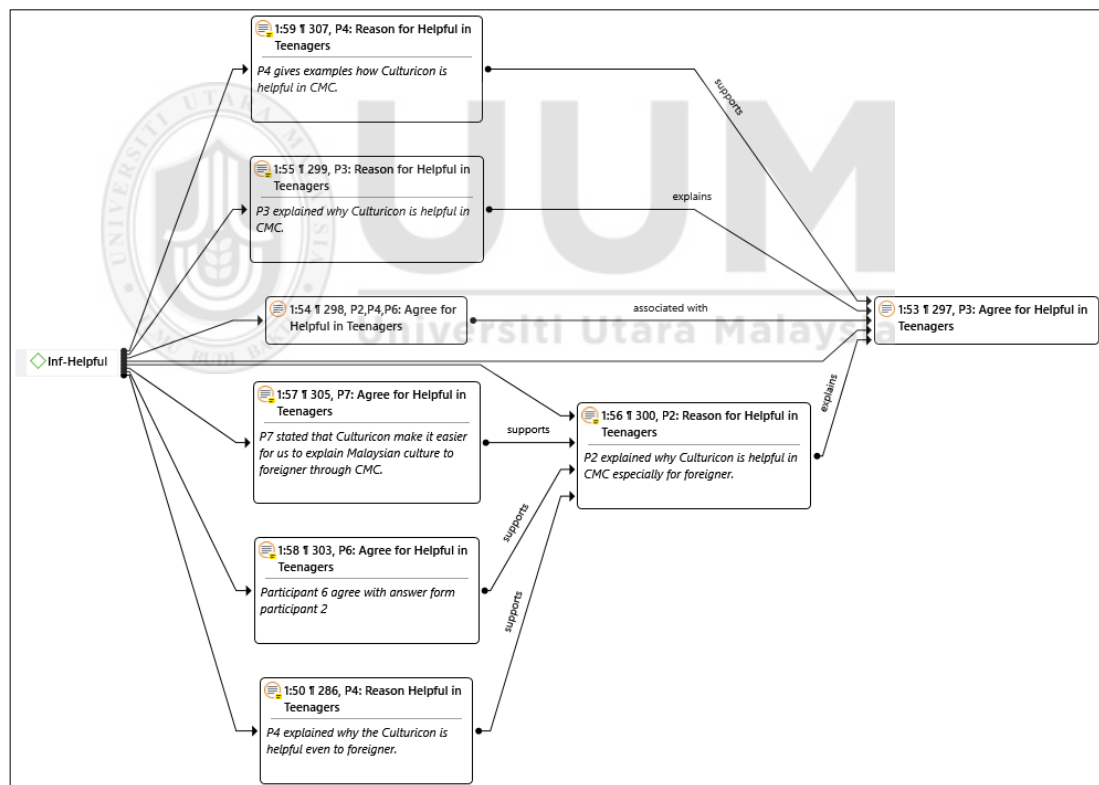 1:59 ¶ 307, P4: Reason for Helpful in
Teenagers
P4 gives examples how Culturicon is
helpful in CMC.
supports
UUM
UNIVERSITI UTARA MALAYSIA
1:55 ¶ 299, P3: Reason for Helpful in
Teenagers
P3 explained why Culturicon is helpful in
CMC.
explains
1:54 ¶ 298, P2,P4,P6: Agree for
Helpful in Teenagers
associated with
1:53 ¶ 297, P3: Agree for Helpful in
Teenagers
Universiti Utara Malaysia
Inf-Helpful
1:57 ¶ 305, P7: Agree for Helpful in
Teenagers
P7 stated that Culturicon make it easier
for us to explain Malaysian culture to
foreigner through CMC.
supports
1:56 ¶ 300, P2: Reason for Helpful in
Teenagers
P2 explained why Culturicon is helpful in
CMC especially for foreigner.
explains
1:58 ¶ 303, P6: Agree for Helpful in
Teenagers
Participant 6 agree with answer form
participant 2
supports
1:50 ¶ 286, P4: Reason Helpful in
Teenagers
P4 explained why the Culturicon is
helpful even to foreigner.
supports